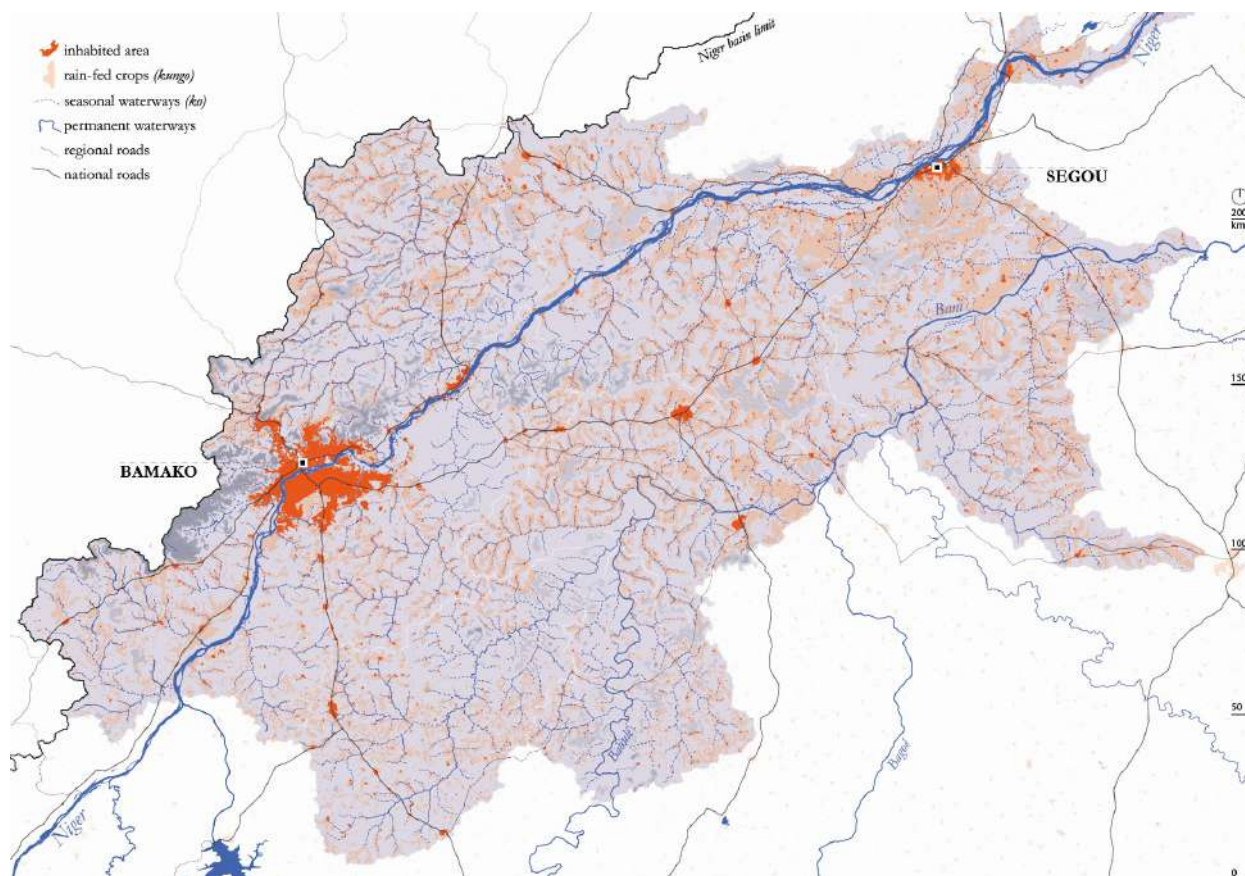 inhabited area
rain-fed crops (kungo)
seasonal waterways (ko)
permanent waterways
regional roads
national roads
Niger basin limit
Niger
SEGOU
200
km
Bani
150
BAMAKO
100
50
Baoulé
Bagoé
Niger
0